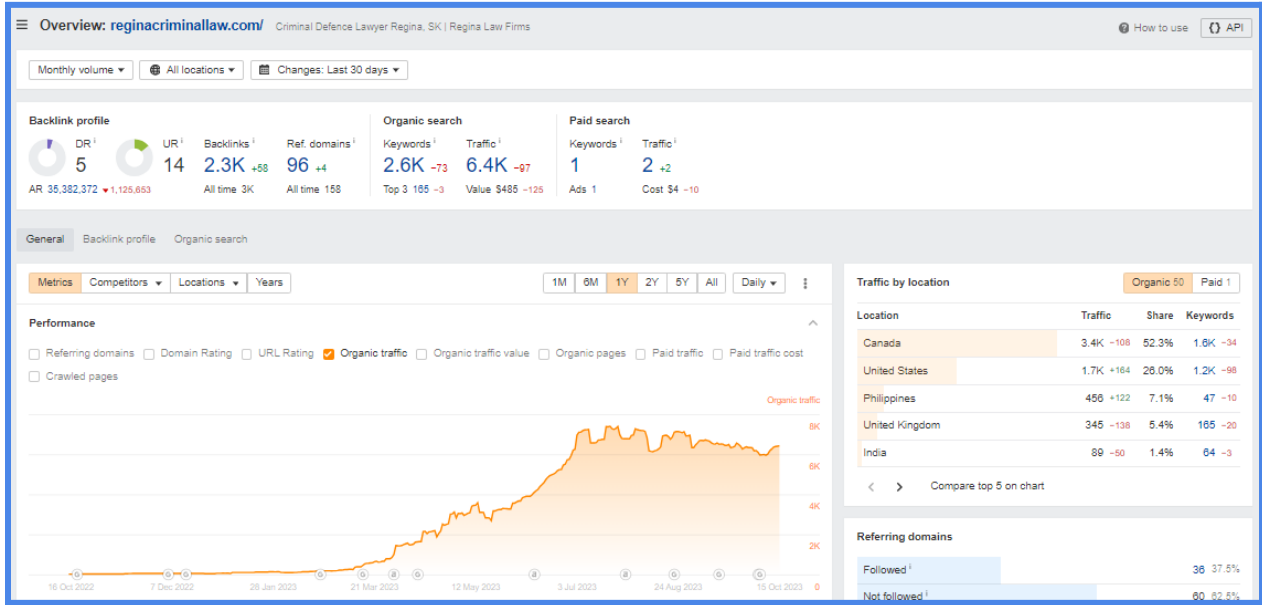 Overview: reginacriminallaw.com/ Criminal Defence Lawyer Regina, SK | Regina Law Firms
How to use API
Monthly volume All locations Changes: Last 30 days
Backlink profile Organic search Paid search
DR UR Backlinks Ref. domains Keywords Traffic Keywords Traffic
5 14 2.3K +58 96 +4 2.6K -73 6.4K -97 1 2 +2
AR 35,382,372 1,125,653 All time 3K All time 158 Top 3 165 -3 Value $485 -125 Ads 1 Cost $4 -10
General Backlink profile Organic search
Metrics Competitors Locations Years 1M 6M 1Y 2Y 5Y All Daily
Performance
Referring domains Domain Rating URL Rating Organic traffic Organic traffic value Organic pages Paid traffic Paid traffic cost
Crawled pages
Organic traffic
8K
6K
4K
2K
0
16 Oct 2022 7 Dec 2022 28 Jan 2023 21 Mar 2023 12 May 2023 3 Jul 2023 24 Aug 2023 15 Oct 2023
Traffic by location Organic 50 Paid 1
Location Traffic Share Keywords
Canada 3.4K -108 52.3% 1.6K -34
United States 1.7K +164 26.0% 1.2K -98
Philippines 456 +122 7.1% 47 -10
United Kingdom 345 -138 5.4% 165 -20
India 89 -50 1.4% 64 -3
Compare top 5 on chart
Referring domains
Followed 36 37.5%
Not followed 60 62.5%